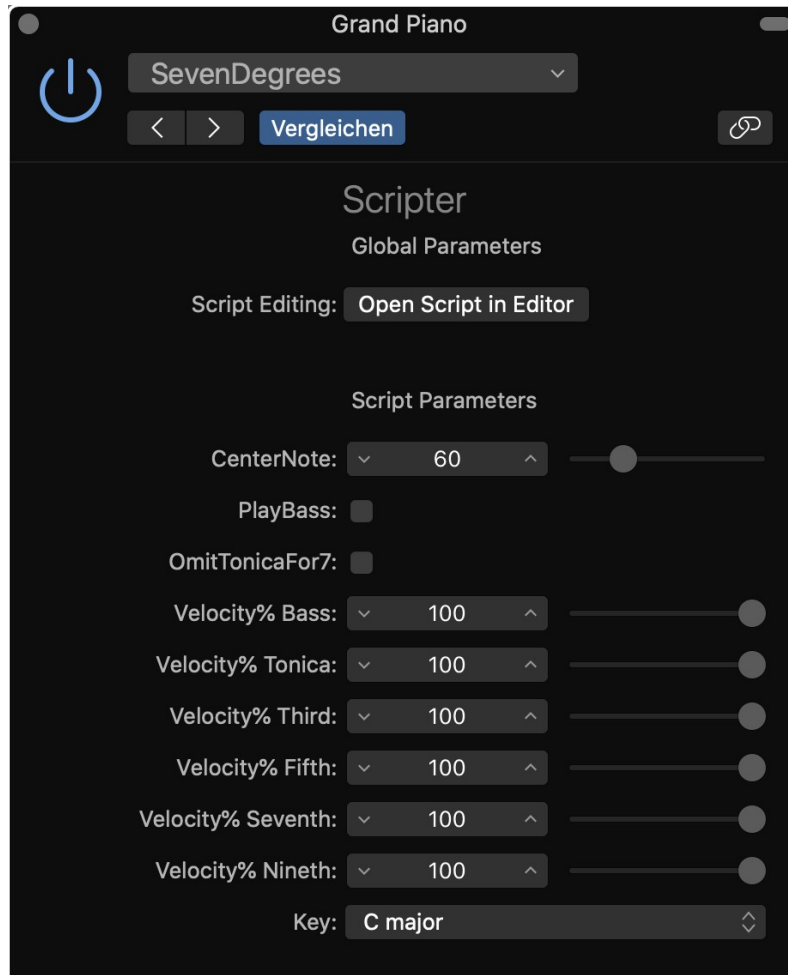 Grand Piano
SevenDegrees
Vergleichen
Scripter
Global Parameters
Script Editing: Open Script in Editor
Script Parameters
CenterNote: 60
PlayBass:
OmitTonicaFor7:
Velocity% Bass: 100
Velocity% Tonica: 100
Velocity% Third: 100
Velocity% Fifth: 100
Velocity% Seventh: 100
Velocity% Nineth: 100
Key: C major